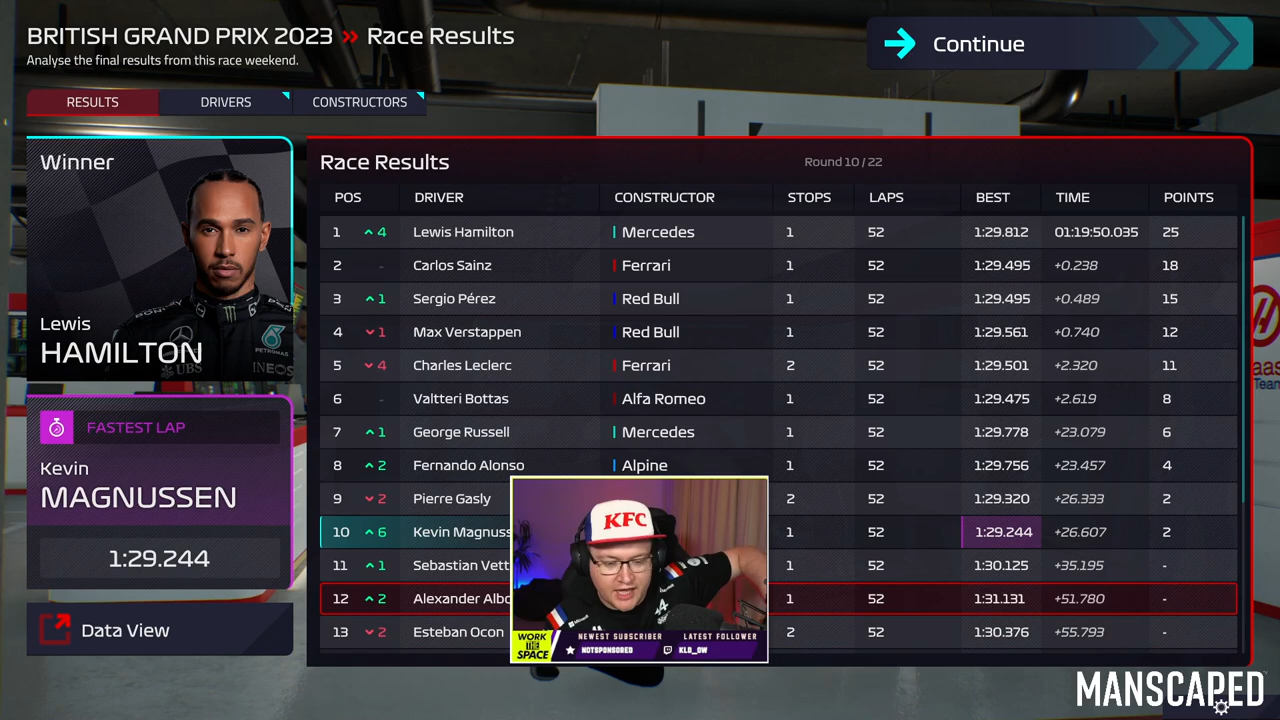 BRITISH GRAND PRIX 2023 » Race Results
Analyse the final results from this race weekend.
Continue
RESULTS DRIVERS CONSTRUCTORS
Winner
Lewis
HAMILTON
FASTEST LAP
Kevin
MAGNUSSEN
1:29.244
Data View
Race Results Round 10 / 22
POS DRIVER CONSTRUCTOR STOPS LAPS BEST TIME POINTS
1 4 Lewis Hamilton Mercedes 1 52 1:29.812 01:19:50.035 25
2 - Carlos Sainz Ferrari 1 52 1:29.495 +0.238 18
3 1 Sergio Pérez Red Bull 1 52 1:29.495 +0.489 15
4 1 Max Verstappen Red Bull 1 52 1:29.561 +0.740 12
5 4 Charles Leclerc Ferrari 2 52 1:29.501 +2.320 11
6 - Valtteri Bottas Alfa Romeo 1 52 1:29.475 +2.619 8
7 1 George Russell Mercedes 1 52 1:29.778 +23.079 6
8 2 Fernando Alonso Alpine 1 52 1:29.756 +23.457 4
9 2 Pierre Gasly 2 52 1:29.320 +26.333 2
10 6 Kevin Magnuss 1 52 1:29.244 +26.607 2
11 1 Sebastian Vett 1 52 1:30.125 +35.195 -
12 2 Alexander Albo 1 52 1:31.131 +51.780 -
13 2 Esteban Ocon 2 52 1:30.376 +55.793 -
PETRONAS
UBS
INEOS
KFC
WORK
THE
SPACE
NEWEST SUBSCRIBER LATEST FOLLOWER
NOTSPONSORED KLD_OW
Haas
Team
MANSCAPED